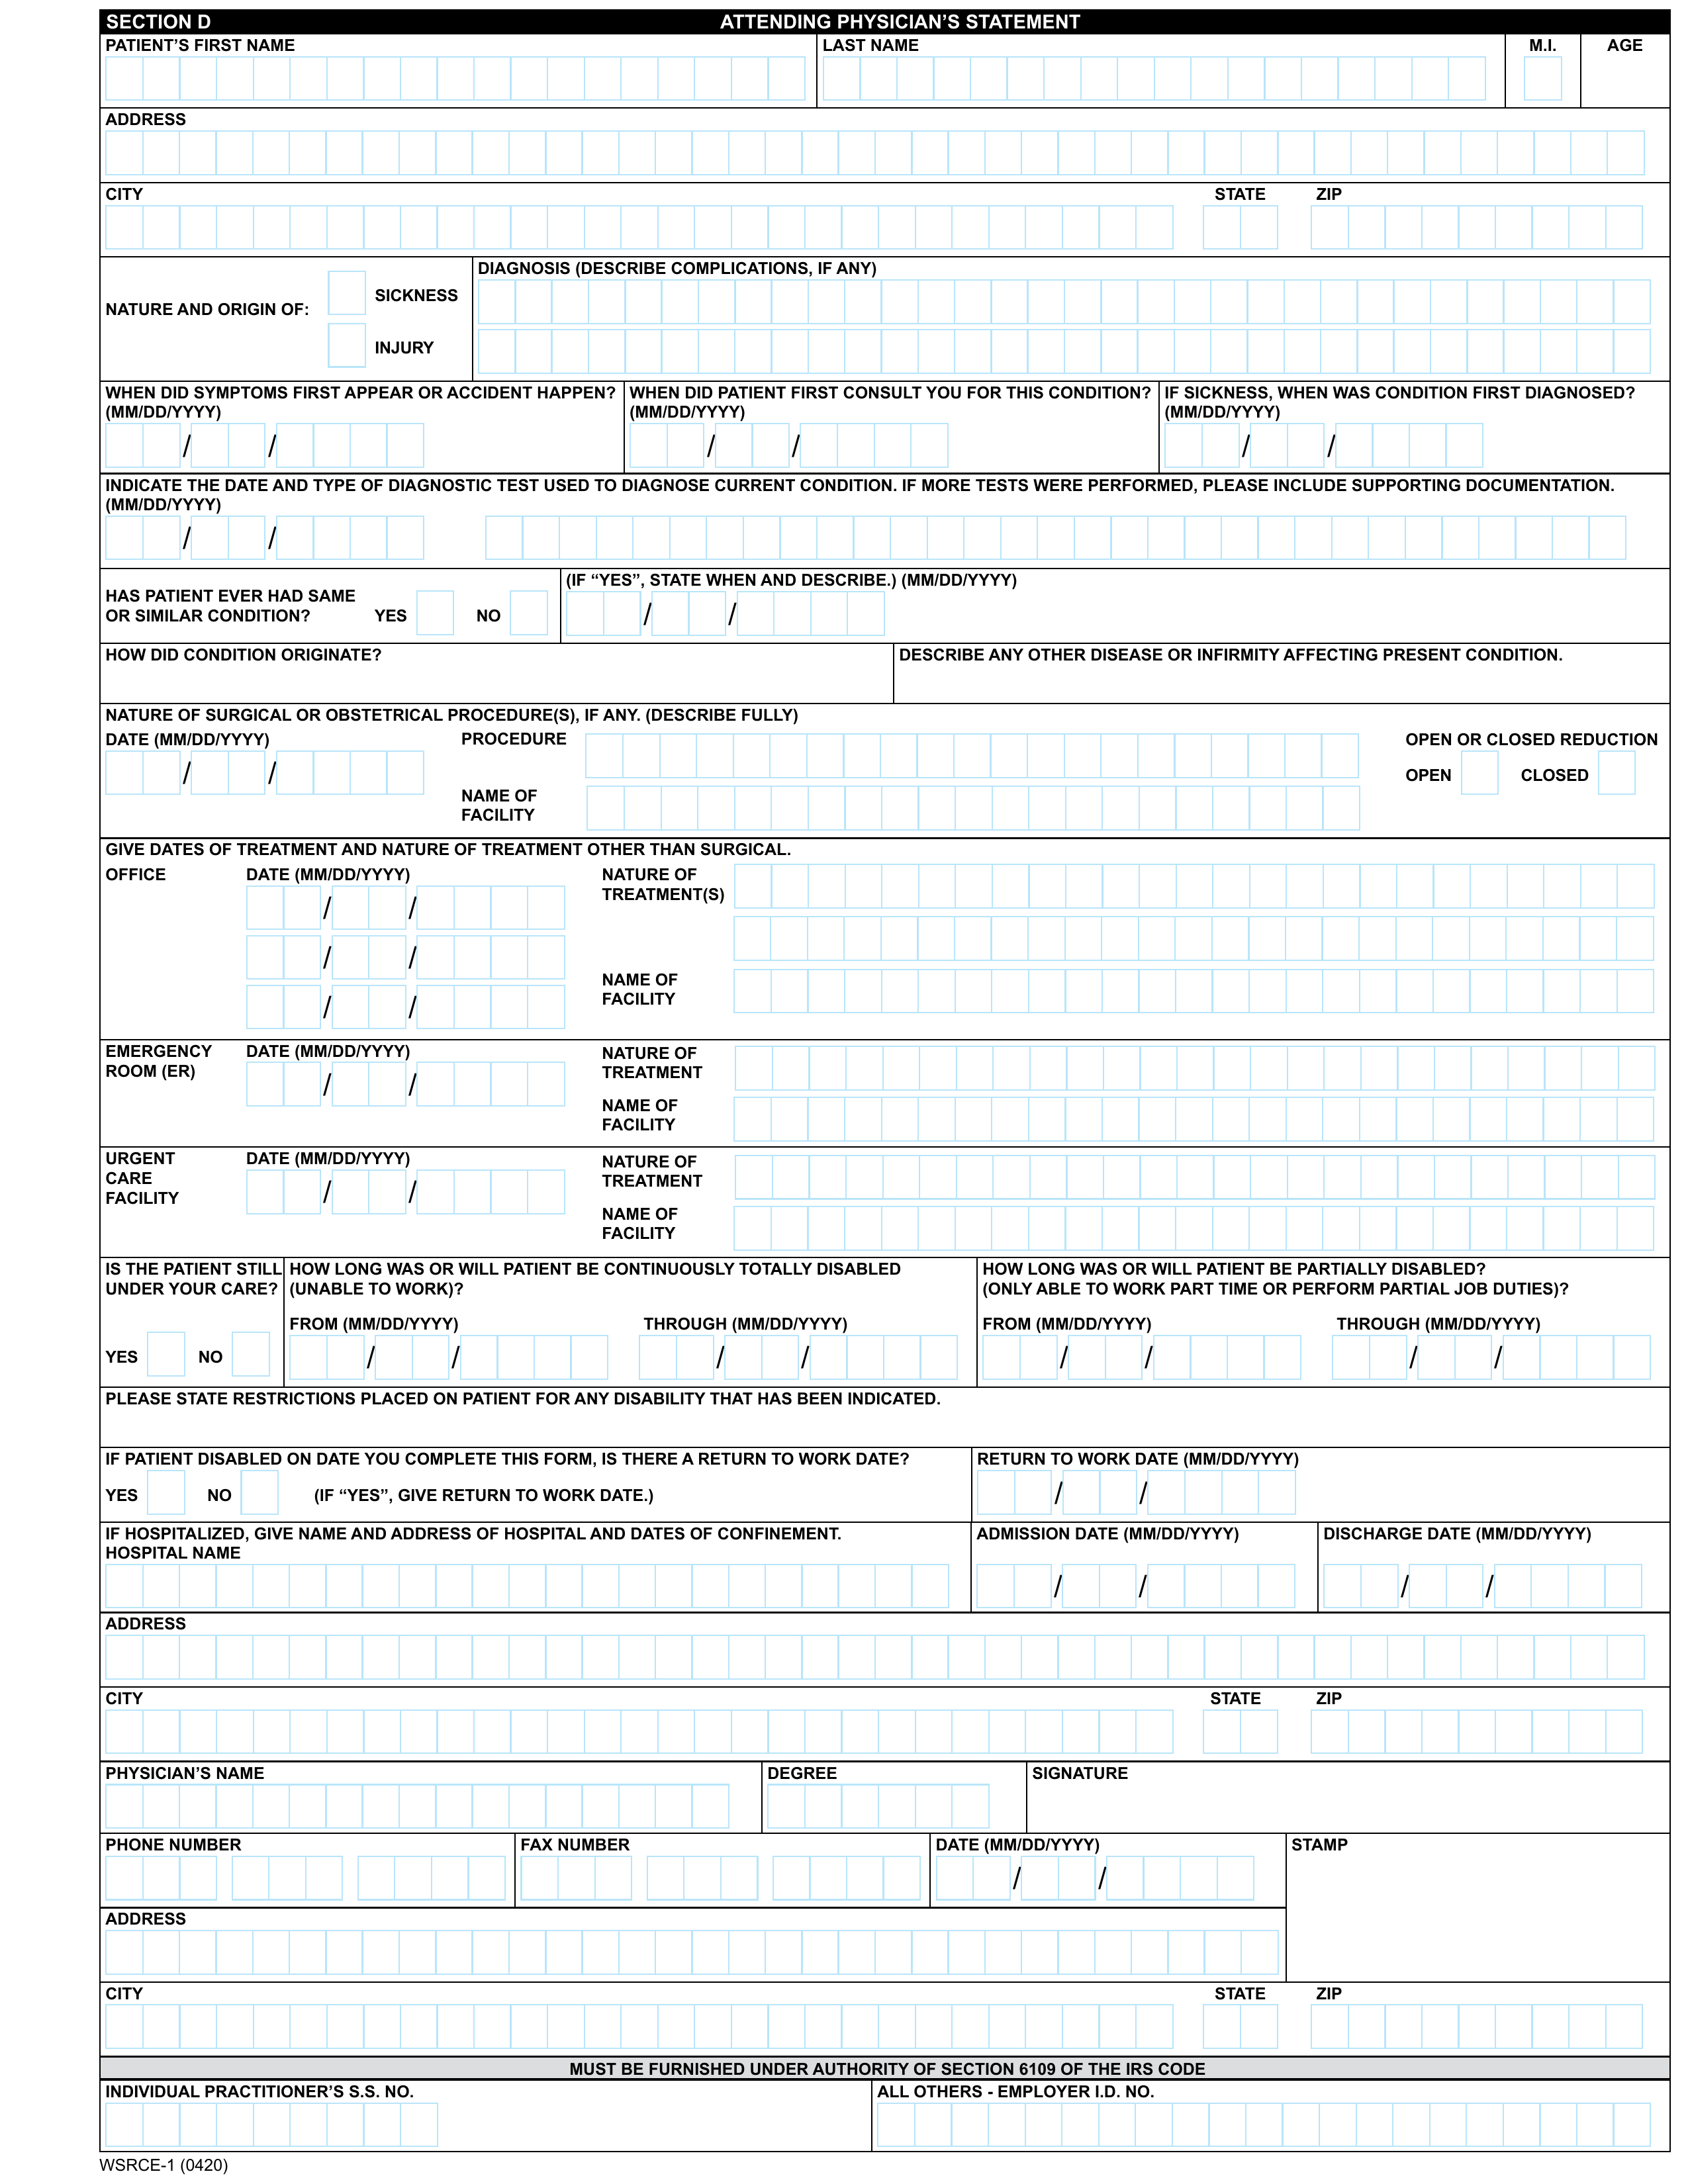 SECTION D ATTENDING PHYSICIAN'S STATEMENT
PATIENT'S FIRST NAME LAST NAME M.I. AGE
ADDRESS
CITY STATE ZIP
NATURE AND ORIGIN OF: SICKNESS
INJURY
DIAGNOSIS (DESCRIBE COMPLICATIONS, IF ANY)
WHEN DID SYMPTOMS FIRST APPEAR OR ACCIDENT HAPPEN?
(MM/DD/YYYY)
/ /
WHEN DID PATIENT FIRST CONSULT YOU FOR THIS CONDITION?
(MM/DD/YYYY)
/ /
IF SICKNESS, WHEN WAS CONDITION FIRST DIAGNOSED?
(MM/DD/YYYY)
/ /
INDICATE THE DATE AND TYPE OF DIAGNOSTIC TEST USED TO DIAGNOSE CURRENT CONDITION. IF MORE TESTS WERE PERFORMED, PLEASE INCLUDE SUPPORTING DOCUMENTATION.
(MM/DD/YYYY)
/ /
HAS PATIENT EVER HAD SAME
OR SIMILAR CONDITION? YES NO
(IF “YES”, STATE WHEN AND DESCRIBE.) (MM/DD/YYYY)
/ /
HOW DID CONDITION ORIGINATE?
DESCRIBE ANY OTHER DISEASE OR INFIRMITY AFFECTING PRESENT CONDITION.
NATURE OF SURGICAL OR OBSTETRICAL PROCEDURE(S), IF ANY. (DESCRIBE FULLY)
DATE (MM/DD/YYYY) PROCEDURE OPEN OR CLOSED REDUCTION
/ / OPEN CLOSED
NAME OF
FACILITY
GIVE DATES OF TREATMENT AND NATURE OF TREATMENT OTHER THAN SURGICAL.
OFFICE DATE (MM/DD/YYYY) NATURE OF
TREATMENT(S)
/ /
/ /
NAME OF
FACILITY
/ /
EMERGENCY
ROOM (ER)
DATE (MM/DD/YYYY)
/ /
NATURE OF
TREATMENT
NAME OF
FACILITY
URGENT
CARE
FACILITY
DATE (MM/DD/YYYY)
/ /
NATURE OF
TREATMENT
NAME OF
FACILITY
IS THE PATIENT STILL
UNDER YOUR CARE?
YES NO
HOW LONG WAS OR WILL PATIENT BE CONTINUOUSLY TOTALLY DISABLED
(UNABLE TO WORK)?
FROM (MM/DD/YYYY) THROUGH (MM/DD/YYYY)
/ / / /
HOW LONG WAS OR WILL PATIENT BE PARTIALLY DISABLED?
(ONLY ABLE TO WORK PART TIME OR PERFORM PARTIAL JOB DUTIES)?
FROM (MM/DD/YYYY) THROUGH (MM/DD/YYYY)
/ / / /
PLEASE STATE RESTRICTIONS PLACED ON PATIENT FOR ANY DISABILITY THAT HAS BEEN INDICATED.
IF PATIENT DISABLED ON DATE YOU COMPLETE THIS FORM, IS THERE A RETURN TO WORK DATE?
YES NO (IF “YES”, GIVE RETURN TO WORK DATE.)
RETURN TO WORK DATE (MM/DD/YYYY)
/ /
IF HOSPITALIZED, GIVE NAME AND ADDRESS OF HOSPITAL AND DATES OF CONFINEMENT.
HOSPITAL NAME
ADMISSION DATE (MM/DD/YYYY)
/ /
DISCHARGE DATE (MM/DD/YYYY)
/ /
ADDRESS
CITY STATE ZIP
PHYSICIAN'S NAME DEGREE SIGNATURE
PHONE NUMBER FAX NUMBER DATE (MM/DD/YYYY) STAMP
/ /
ADDRESS
CITY STATE ZIP
MUST BE FURNISHED UNDER AUTHORITY OF SECTION 6109 OF THE IRS CODE
INDIVIDUAL PRACTITIONER'S S.S. NO. ALL OTHERS - EMPLOYER I.D. NO.
WSRCE-1 (0420)